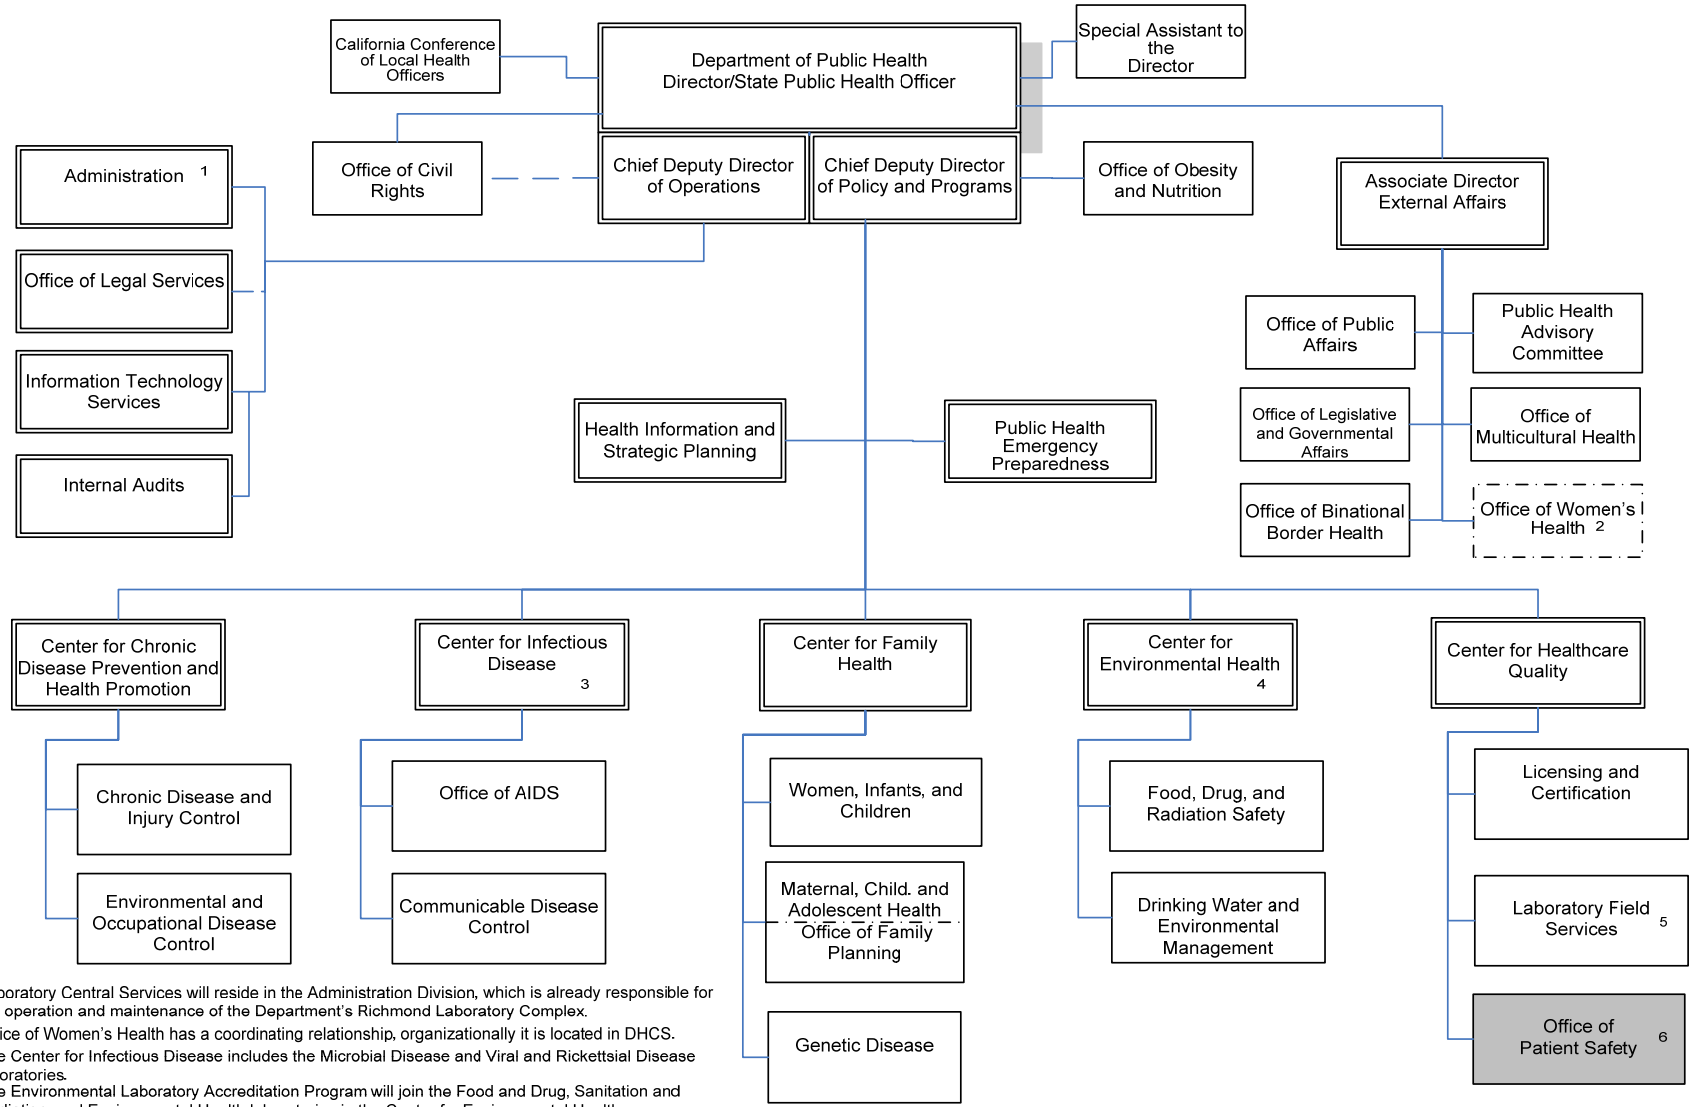 California Conference
of Local Health
Officers
Department of Public Health
Director/State Public Health Officer
Special Assistant to
the
Director
Administration 1
Office of Civil
Rights
Chief Deputy Director
of Operations
Chief Deputy Director
of Policy and Programs
Office of Obesity
and Nutrition
Associate Director
External Affairs
Office of Legal Services
Information Technology
Services
Internal Audits
Office of Public
Affairs
Public Health
Advisory
Committee
Office of Legislative
and Governmental
Affairs
Office of
Multicultural Health
Office of Binational
Border Health
Office of Women's
Health 2
Health Information and
Strategic Planning
Public Health
Emergency
Preparedness
Center for Chronic
Disease Prevention and
Health Promotion
Center for Infectious
Disease
3
Center for Family
Health
Center for
Environmental Health
4
Center for Healthcare
Quality
Chronic Disease and
Injury Control
Environmental and
Occupational Disease
Control
Office of AIDS
Communicable Disease
Control
Women, Infants, and
Children
Maternal, Child. and
Adolescent Health
Office of Family
Planning
Genetic Disease
Food, Drug, and
Radiation Safety
Drinking Water and
Environmental
Management
Licensing and
Certification
Laboratory Field
Services 5
Office of
Patient Safety 6
boratory Central Services will reside in the Administration Division, which is already responsible for
operation and maintenance of the Department's Richmond Laboratory Complex.
ice of Women's Health has a coordinating relationship, organizationally it is located in DHCS.
e Center for Infectious Disease includes the Microbial Disease and Viral and Rickettsial Disease
oratories.
e Environmental Laboratory Accreditation Program will join the Food and Drug, Sanitation and